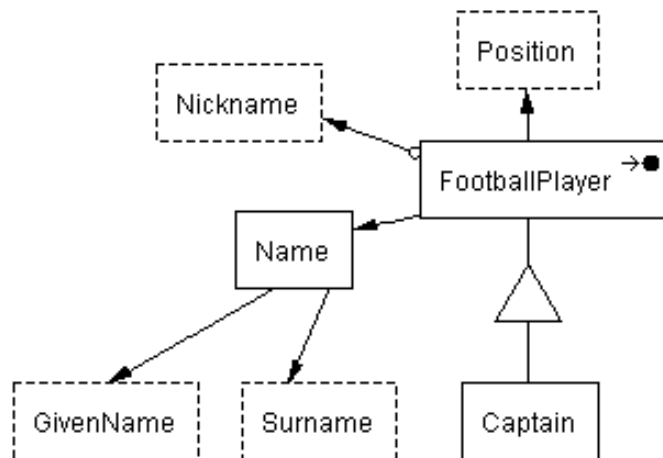 Position
Nickname
FootballPlayer
Name
GivenName
Surname
Captain